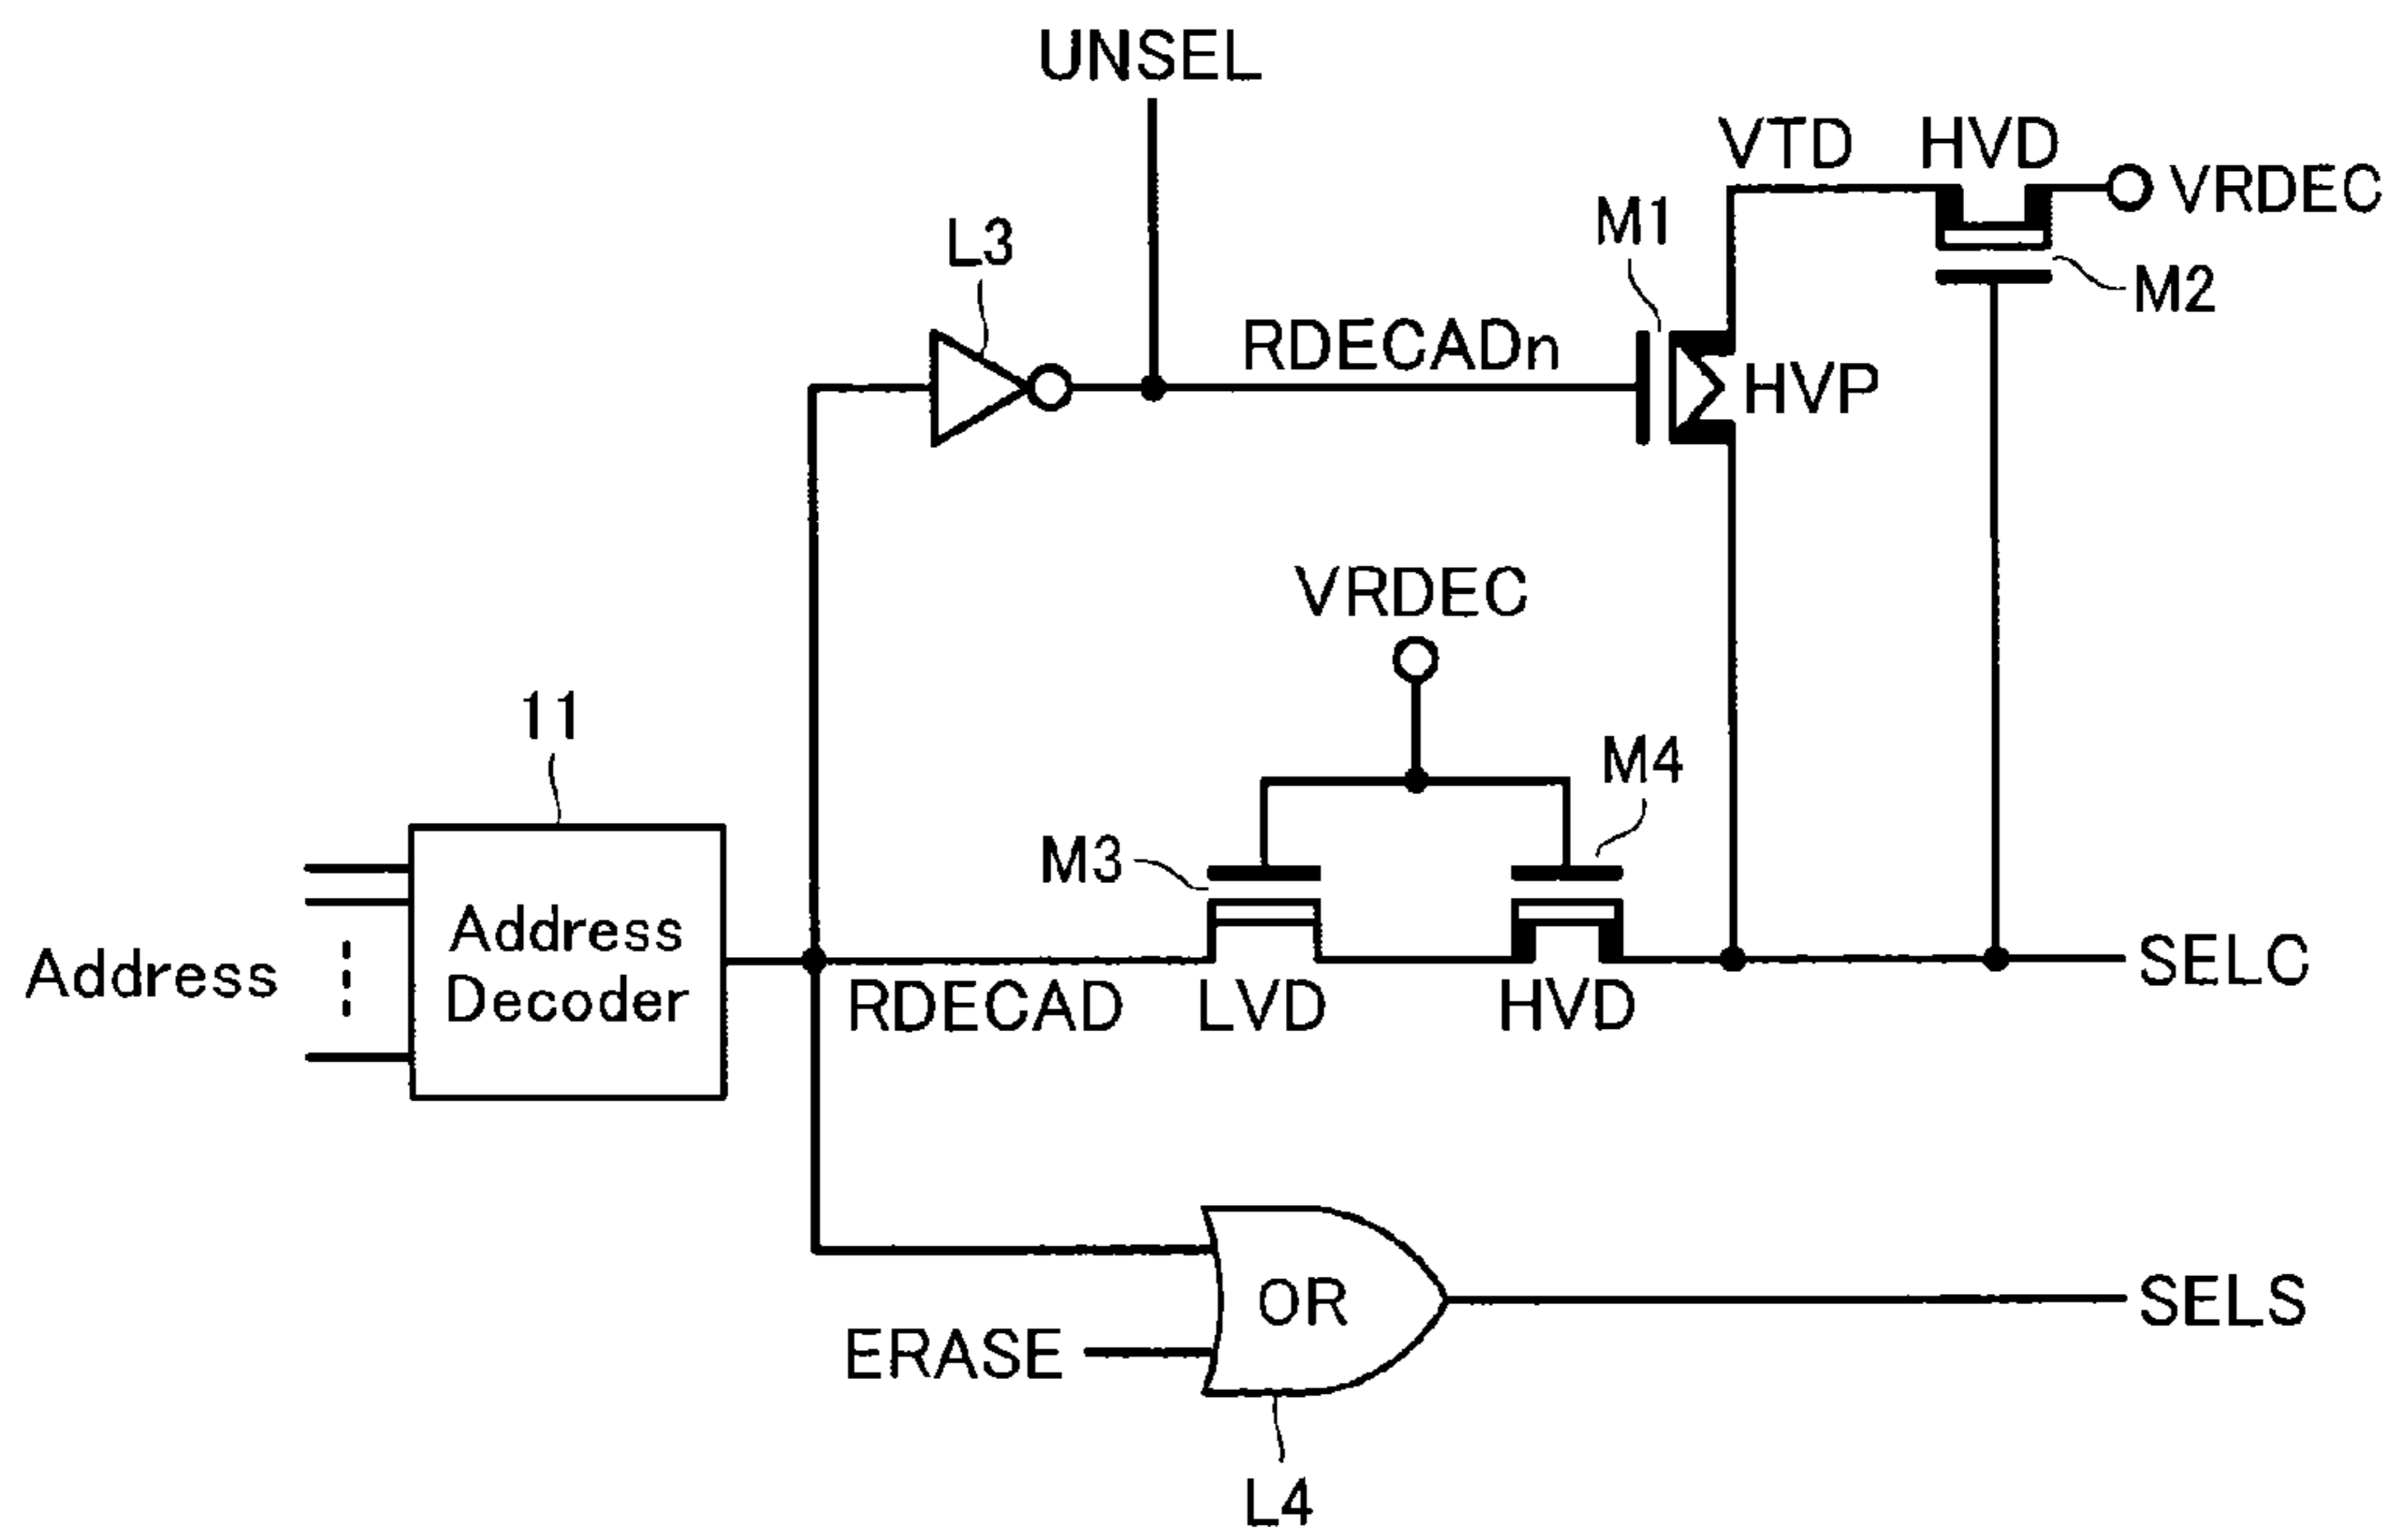 UNSEL
VTD
HVD
VRDEC
M1
L3
M2
RDECADn
HVP
VRDEC
11
M4
M3
Address
Decoder
Address
SELC
RDECAD
LVD
HVD
OR
SELS
ERASE
L4